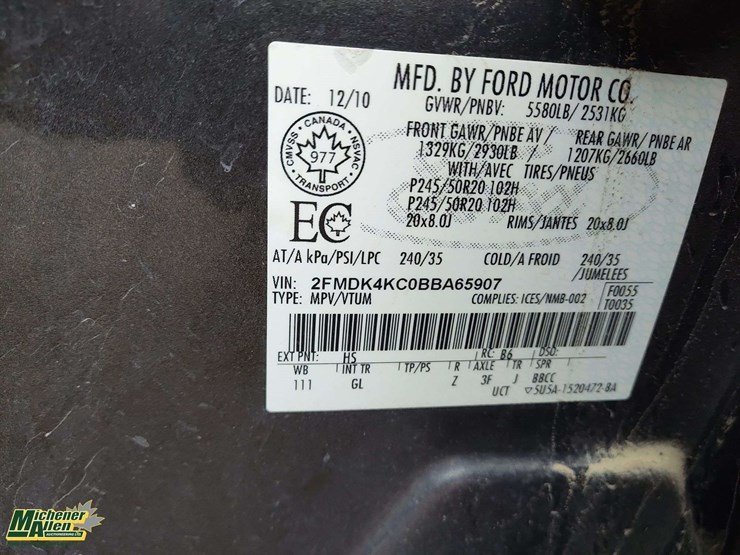 MFD. BY FORD MOTOR CO.
DATE: 12/10
GVWR/PNBV: 5580LB/ 2531KG
FRONT GAWR/PNBE AV / REAR GAWR/ PNBE AR
1329KG/2930LB / 1207KG/2660LB
WITH/AVEC TIRES/PNEUS
P245/50R20 102H
P245/50R20 102H
20x8.0J RIMS/JANTES 20x8.0J
CMVSS • CANADA • NSVAC
977
• TRANSPORT •
EC
AT/A kPa/PSI/LPC 240/35 COLD/A FROID 240/35
/JUMELEES
VIN: 2FMDK4KC0BBA65907
TYPE: MPV/VTUM COMPLIES: ICES/NMB-002
F0055
T0035
EXT PNT: HS RC: B6 DSO:
WB INT TR TP/PS R AXLE TR SPR
111 GL Z 3F J BBCC
UCT ▽5U5A-1520472-BA
Michener
Allen
AUCTIONEERING LTD